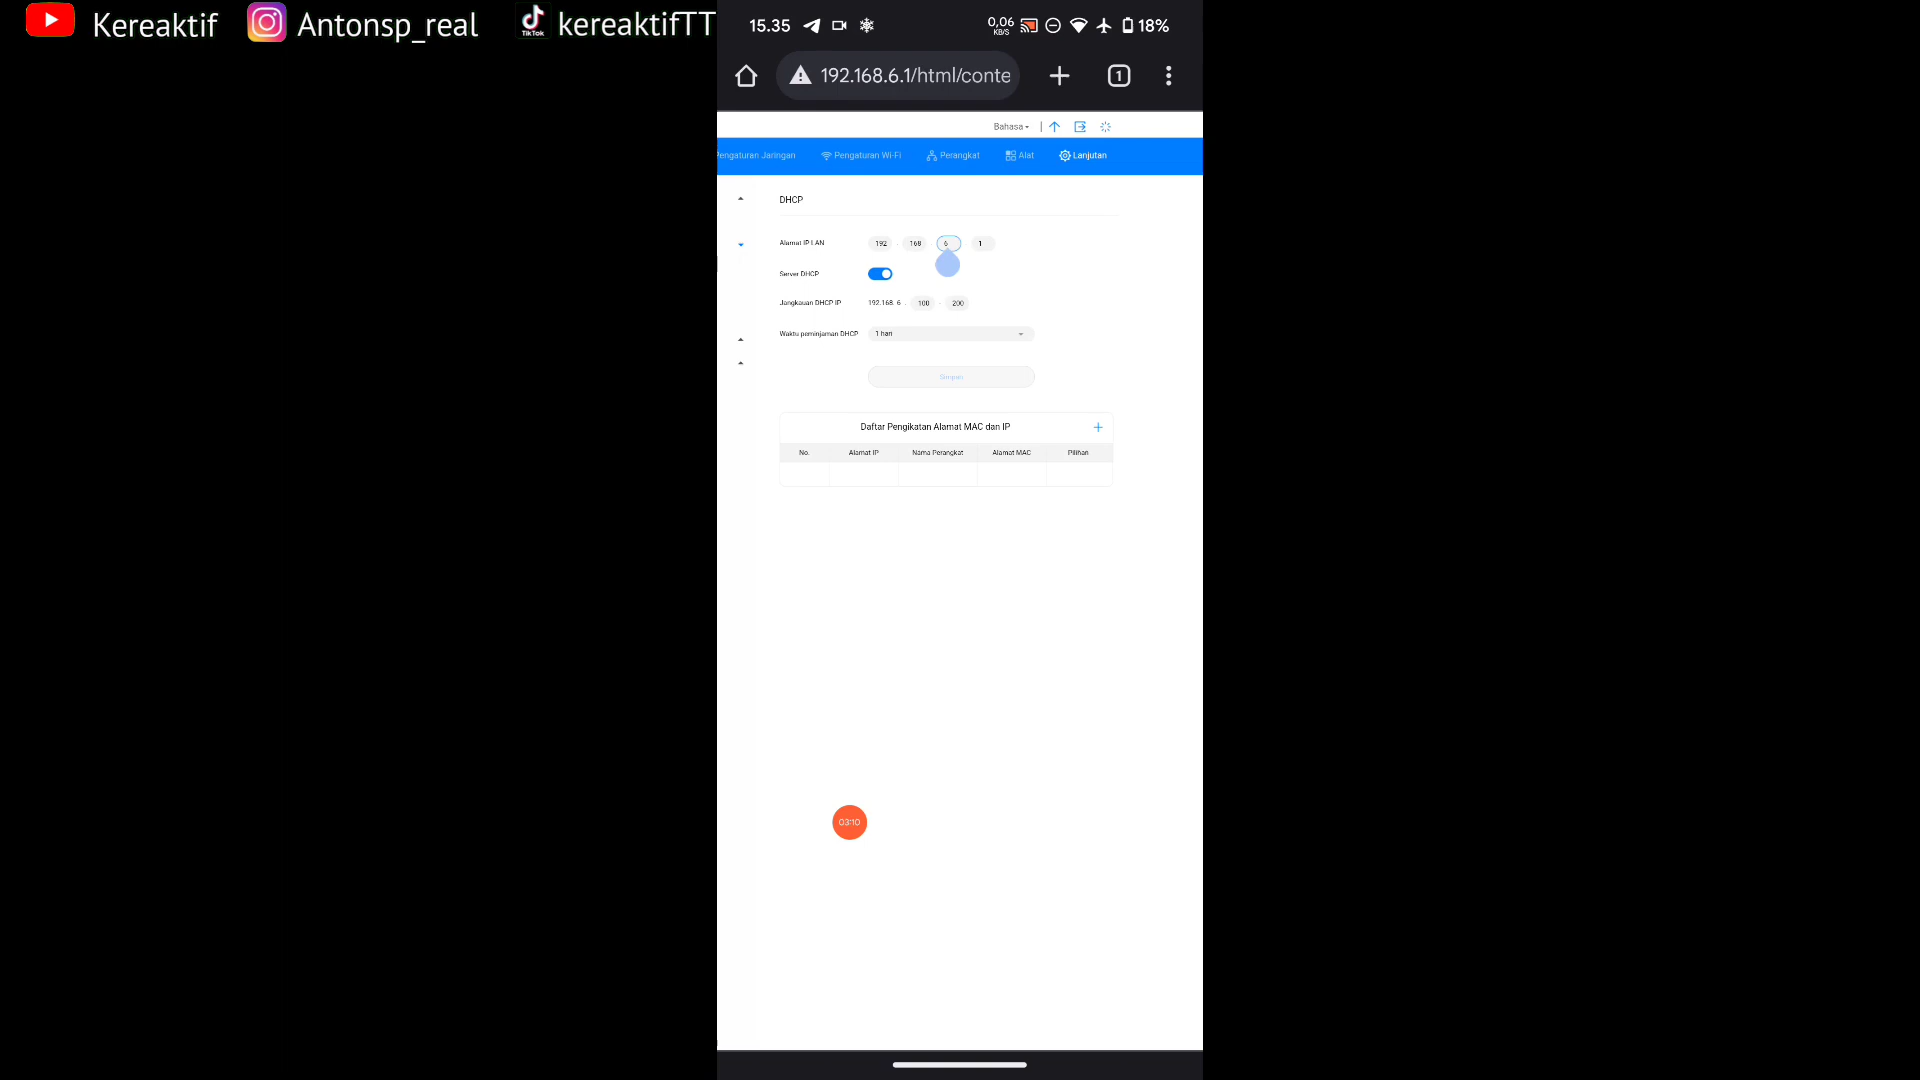 Kereaktif Antonsp_real TikTok kereaktifTT
15.35 0,06 KB/S 18%
192.168.6.1/html/conte 1
Bahasa
Pengaturan Jaringan Pengaturan Wi-Fi Perangkat Alat Lanjutan
DHCP
Alamat IP LAN 192 . 168 . 6 . 1
Server DHCP
Jangkauan DHCP IP 192.168. 6 . 100 - 200
Waktu peminjaman DHCP 1 hari
Simpan
Daftar Pengikatan Alamat MAC dan IP +
No. Alamat IP Nama Perangkat Alamat MAC Pilihan
03:10